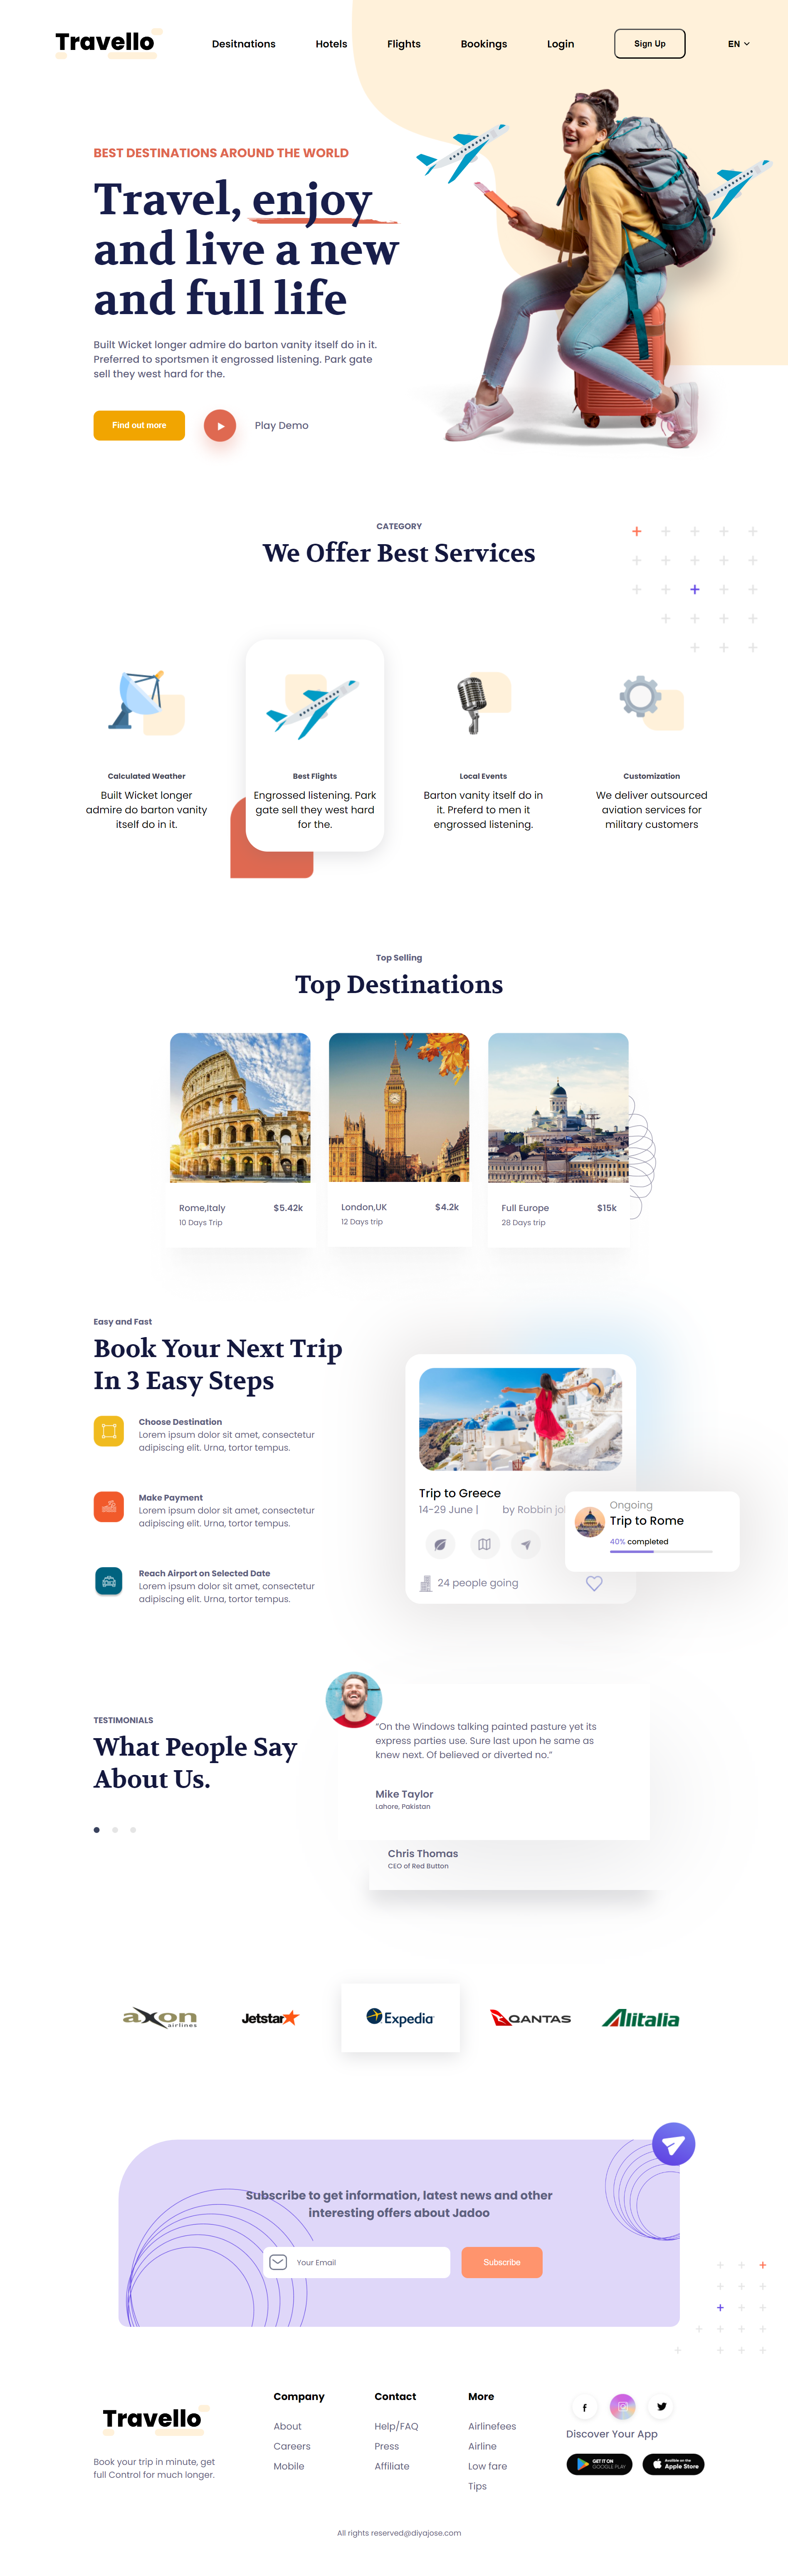 Travello
Desitnations
Hotels
Flights
Bookings
Login
Sign Up
EN
BEST DESTINATIONS AROUND THE WORLD
Travel, enjoy
and live a new
and full life
Built Wicket longer admire do barton vanity itself do in it.
Preferred to sportsmen it engrossed listening. Park gate
sell they west hard for the.
Find out more
Play Demo
CATEGORY
We Offer Best Services
Calculated Weather
Built Wicket longer
admire do barton vanity
itself do in it.
Best Flights
Engrossed listening. Park
gate sell they west hard
for the.
Local Events
Barton vanity itself do in
it. Preferd to men it
engrossed listening.
Customization
We deliver outsourced
aviation services for
military customers
Top Selling
Top Destinations
Rome,Italy
$5.42k
10 Days Trip
London,UK
$4.2k
12 Days trip
Full Europe
$15k
28 Days trip
Easy and Fast
Book Your Next Trip
In 3 Easy Steps
Choose Destination
Lorem ipsum dolor sit amet, consectetur
adipiscing elit. Urna, tortor tempus.
Make Payment
Lorem ipsum dolor sit amet, consectetur
adipiscing elit. Urna, tortor tempus.
Reach Airport on Selected Date
Lorem ipsum dolor sit amet, consectetur
adipiscing elit. Urna, tortor tempus.
Trip to Greece
14-29 June |
by Robbin jo
24 people going
Ongoing
Trip to Rome
40% completed
TESTIMONIALS
What People Say
About Us.
“On the Windows talking painted pasture yet its
express parties use. Sure last upon he same as
knew next. Of believed or diverted no.”
Mike Taylor
Lahore, Pakistan
Chris Thomas
CEO of Red Button
axon
airlines
Jetstar
Expedia
QANTAS
Alitalia
Subscribe to get information, latest news and other
interesting offers about Jadoo
Your Email
Subscribe
Travello
Book your trip in minute, get
full Control for much longer.
Company
About
Careers
Mobile
Contact
Help/FAQ
Press
Affiliate
More
Airlinefees
Airline
Low fare
Tips
Discover Your App
GET IT ON
GOOGLE PLAY
Available on the
Apple Store
All rights reserved@diyajose.com